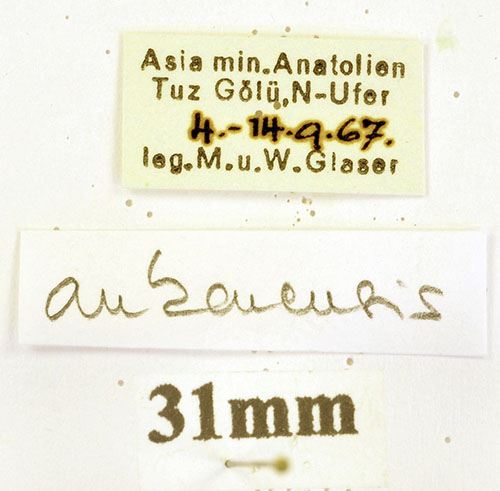 Asia min.Anatolien
Tuz Gölü,N-Ufer
4.-14.9.67.
leg.M.u.W.Glaser
ankarensis
31mm